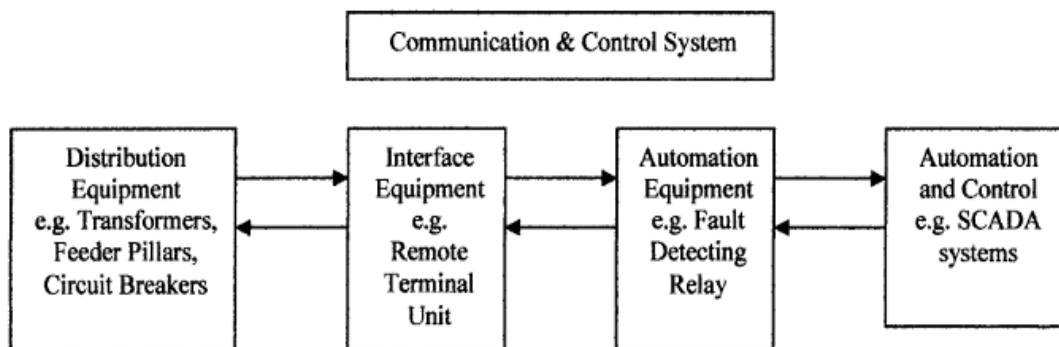 Communication & Control System
Distribution
Equipment
e.g. Transformers,
Feeder Pillars,
Circuit Breakers
Interface
Equipment
e.g.
Remote
Terminal
Unit
Automation
Equipment
e.g. Fault
Detecting
Relay
Automation
and Control
e.g. SCADA
systems